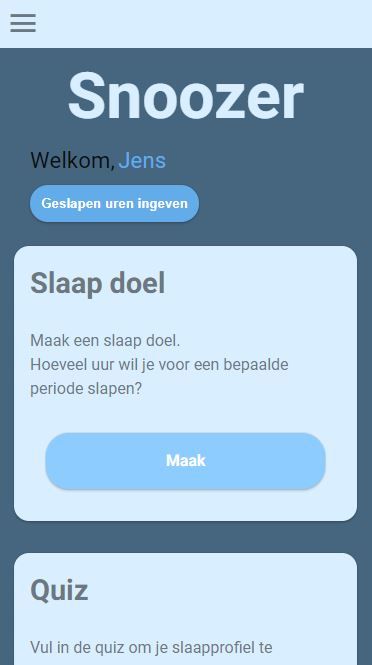 Snoozer
Welkom, Jens
Geslapen uren ingeven
Slaap doel
Maak een slaap doel.
Hoeveel uur wil je voor een bepaalde
periode slapen?
Maak
Quiz
Vul in de quiz om je slaapprofiel te